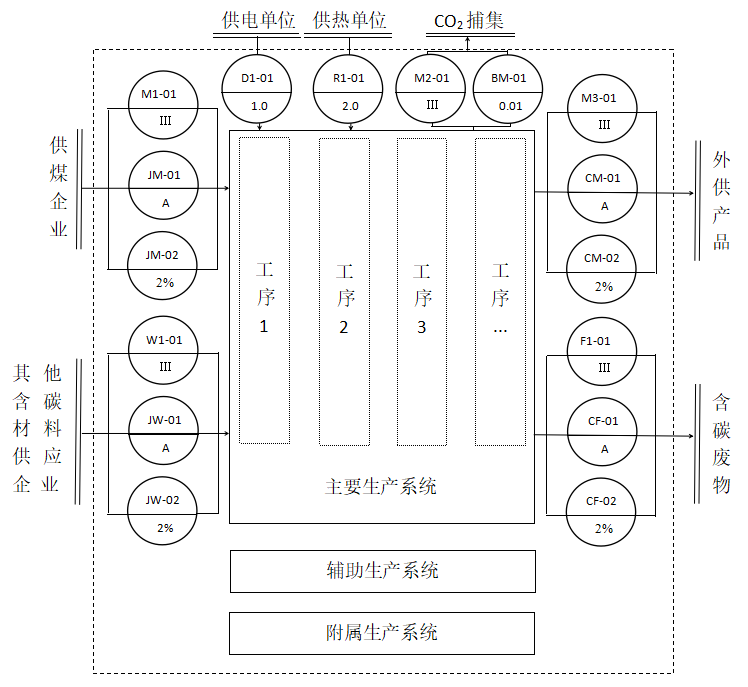 供电单位
供热单位
CO2 捕集
D1-01
1.0
R1-01
2.0
M2-01
III
BM-01
0.01
M1-01
III
供煤企业
JM-01
A
JM-02
2%
M3-01
III
外供产品
CM-01
A
CM-02
2%
工序1
工序2
工序3
工序...
主要生产系统
W1-01
III
其他
含碳
材料
供应
企业
JW-01
A
JW-02
2%
F1-01
III
含碳废物
CF-01
A
CF-02
2%
辅助生产系统
附属生产系统